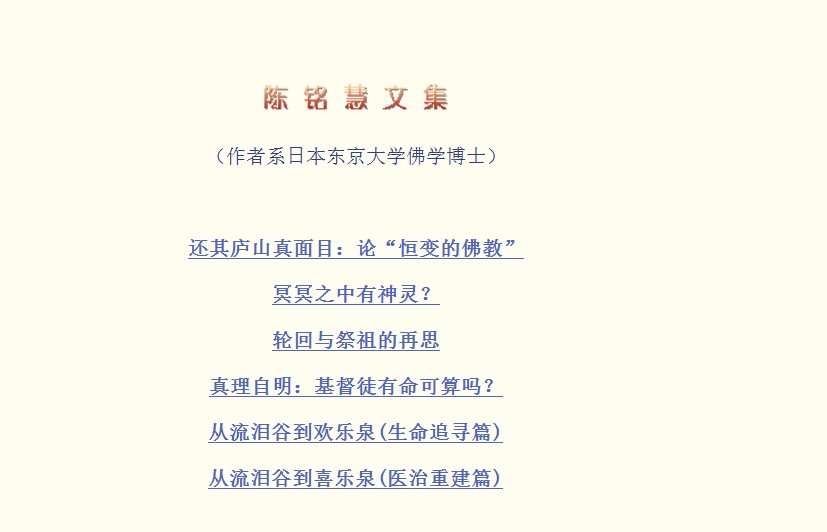 陈铭慧文集
（作者系日本东京大学佛学博士）
还其庐山真面目：论“恒变的佛教”
冥冥之中有神灵？
轮回与祭祖的再思
真理自明：基督徒有命可算吗？
从流泪谷到欢乐泉(生命追寻篇)
从流泪谷到喜乐泉(医治重建篇)